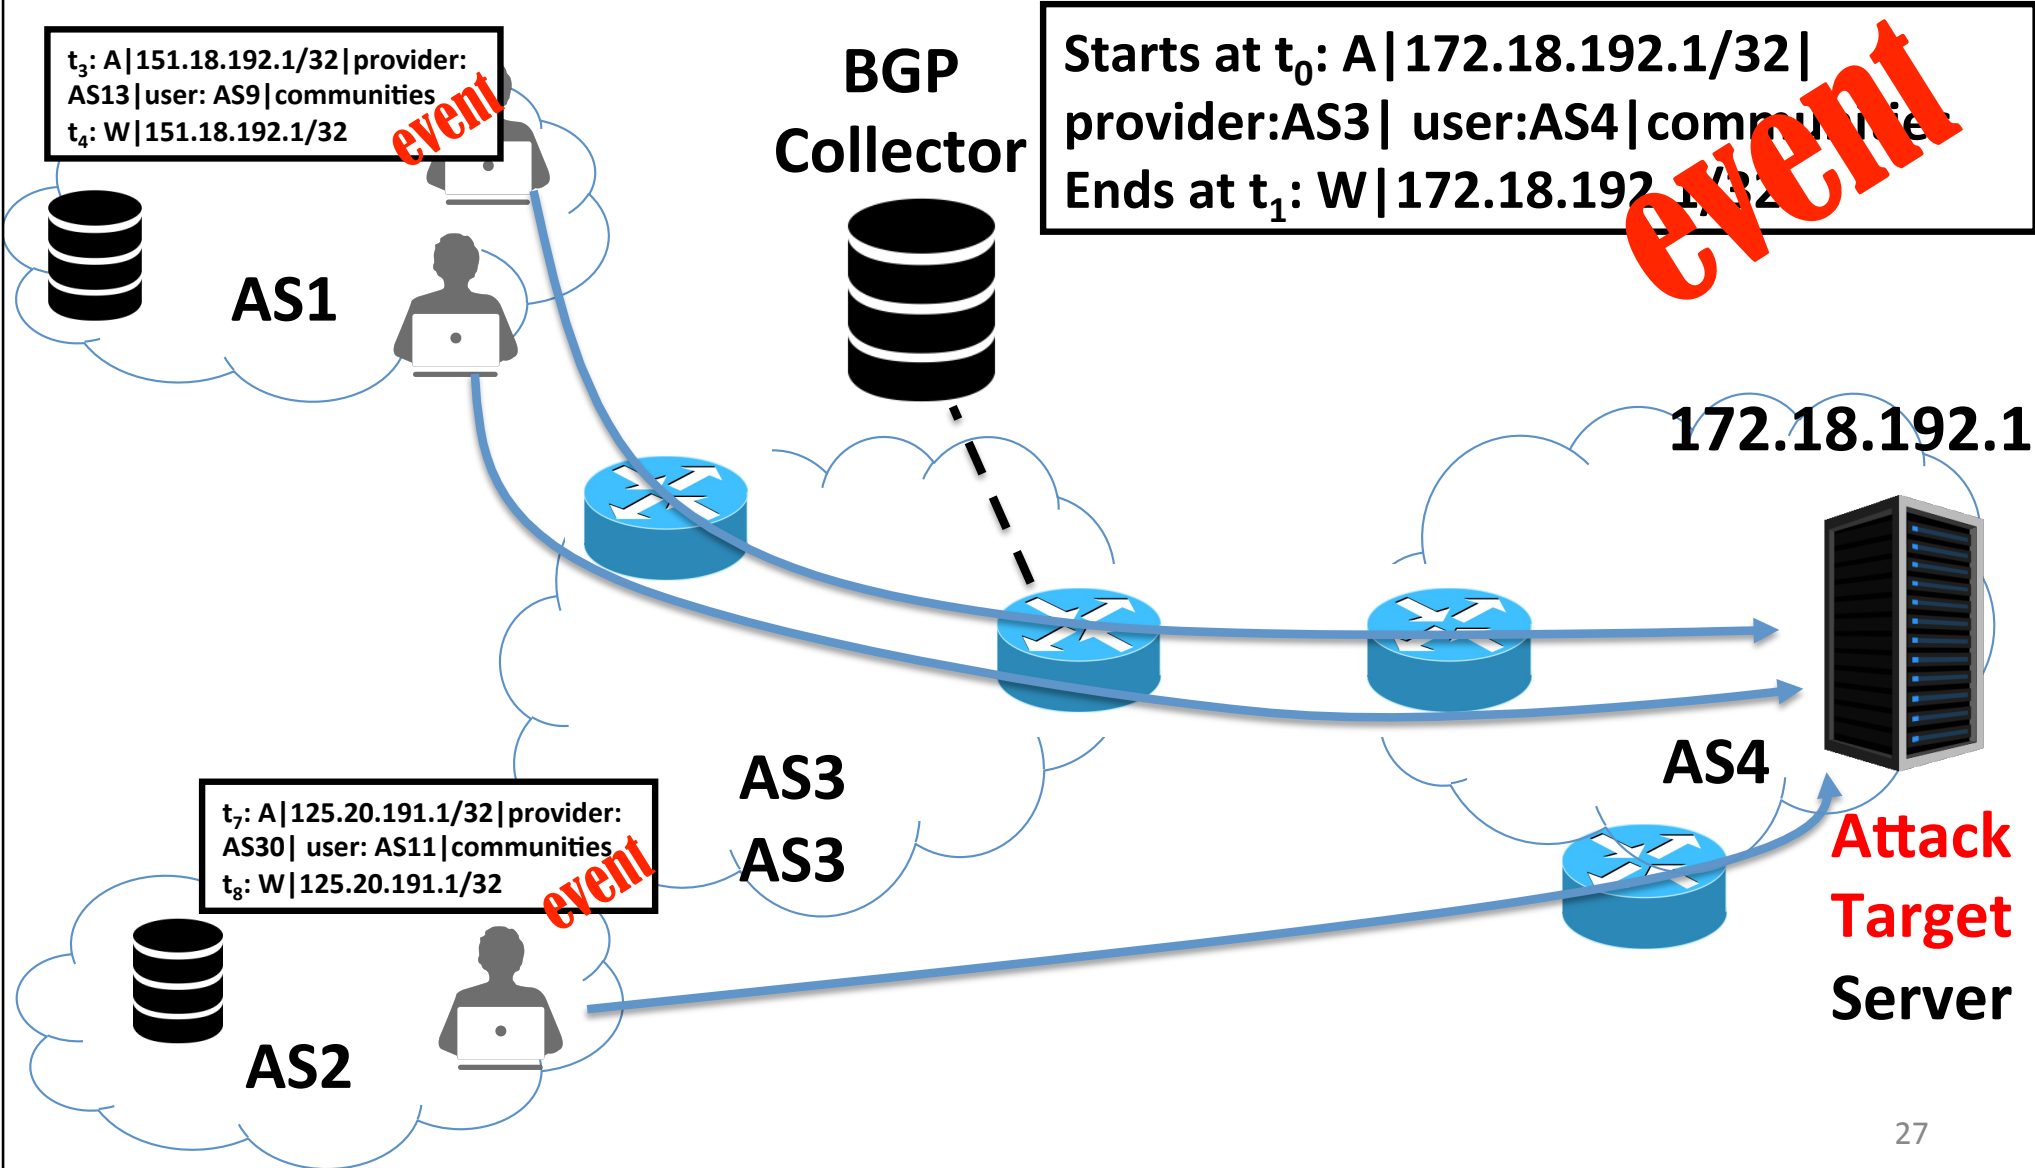 t3: A|151.18.192.1/32|provider:
AS13|user: AS9|communities
t4: W|151.18.192.1/32
event
BGP
Collector
Starts at t0: A|172.18.192.1/32|
provider:AS3| user:AS4|communities
Ends at t1: W|172.18.192.1/32
event
AS1
172.18.192.1
AS3
AS3
AS4
Attack
Target
Server
t7: A|125.20.191.1/32|provider:
AS30| user: AS11|communities
t8: W|125.20.191.1/32
event
AS2
27